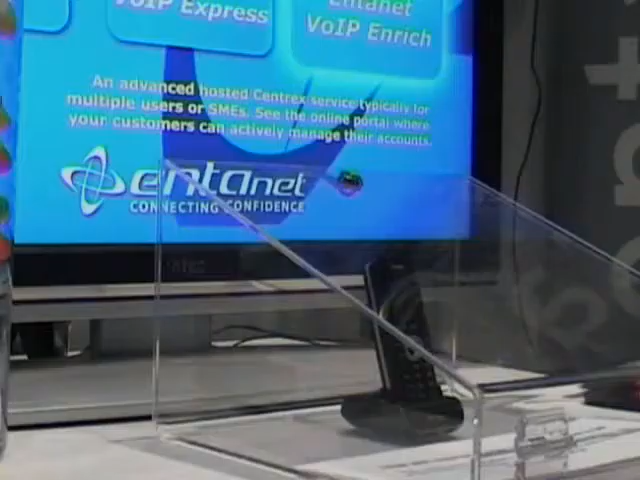 VoIP Express
Entanet
VoIP Enrich
An advanced hosted Centrex service typically for
multiple users or SMEs. See the online portal where
your customers can actively manage their accounts.
entanet
CONNECTING CONFIDENCE